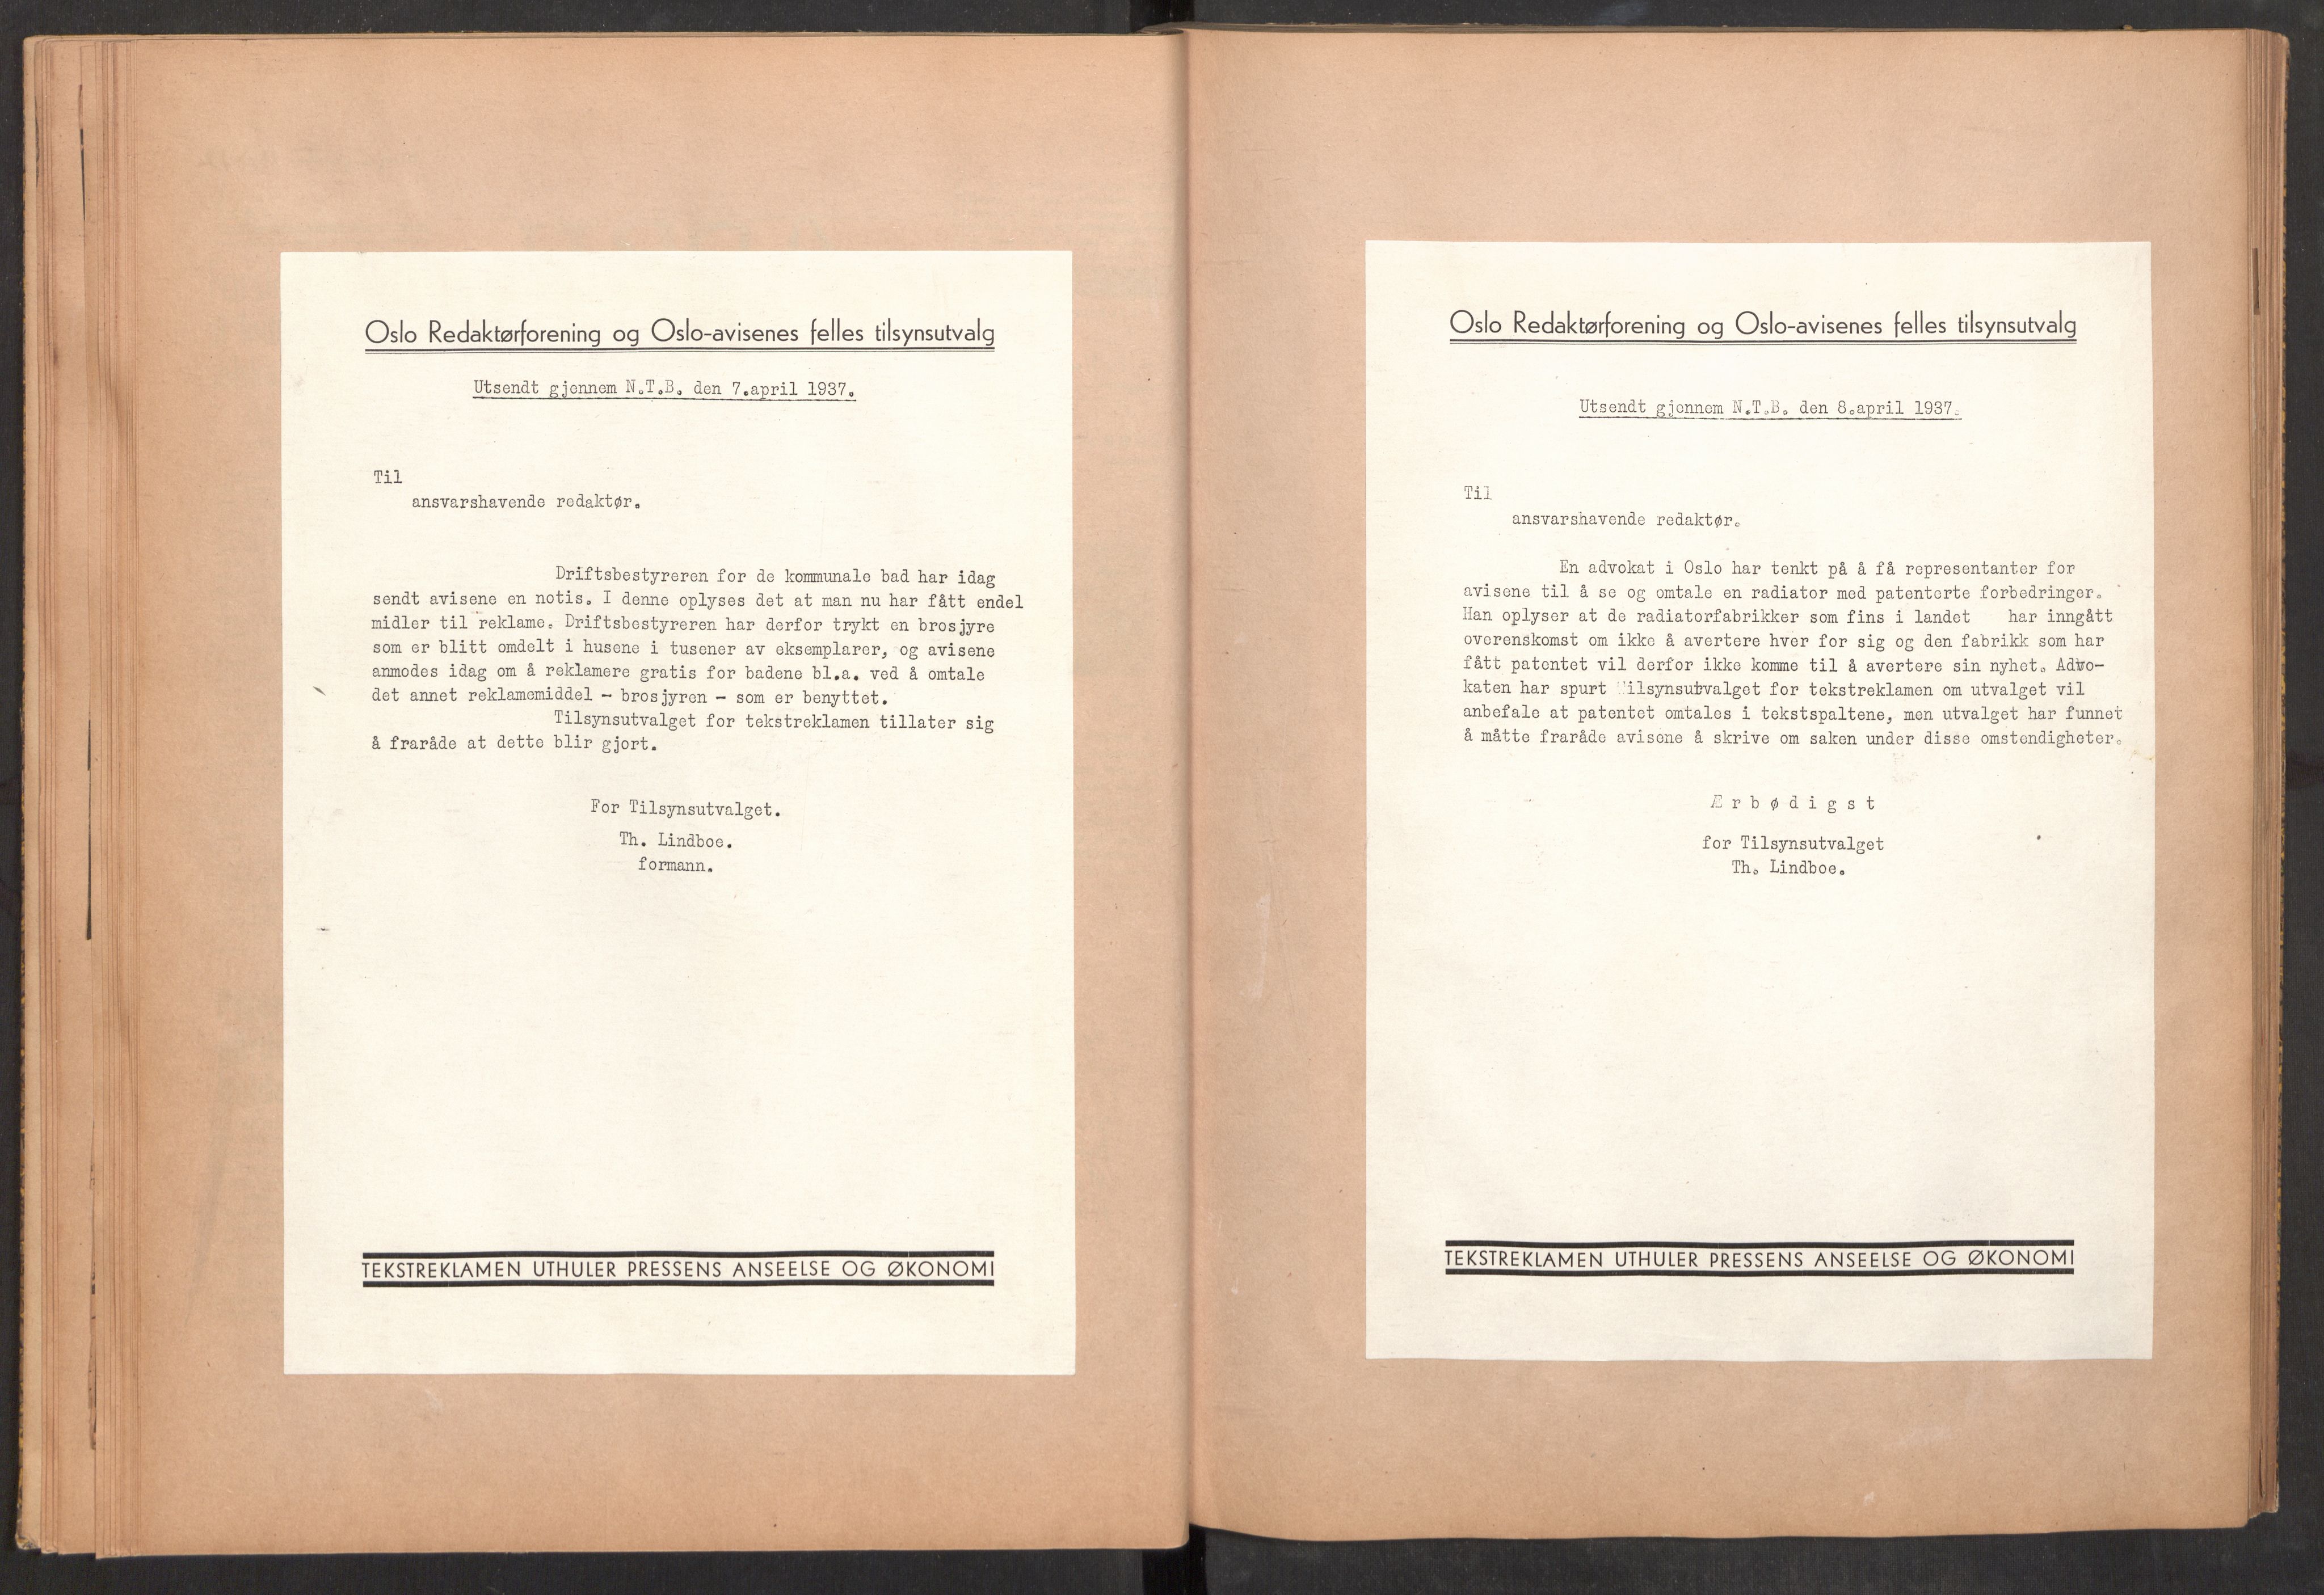 Oslo Redaktørforening og Oslo-avisenes felles tilsynsutvalg
Utsendt gjennem N.T.B. den 7.april 1937.
Til
ansvarshavende redaktør.
Driftsbestyreren for de kommunale bad har idag
sendt avisene en notis. I denne oplyses det at man nu har fått endel
midler til reklame. Driftsbestyreren har derfor trykt en brosjyre
som er blitt omdelt i husene i tusener av eksemplarer, og avisene
anmodes idag om å reklamere gratis for badene bl.a. ved å omtale
det annet reklamemiddel - brosjyren - som er benyttet.
Tilsynsutvalget for tekstreklamen tillater sig
å fraråde at dette blir gjort.
For Tilsynsutvalget.
Th. Lindboe.
formann.
TEKSTREKLAMEN UTHULER PRESSENS ANSEELSE OG ØKONOMI
Oslo Redaktørforening og Oslo-avisenes felles tilsynsutvalg
Utsendt gjennem N.T.B. den 8.april 1937.
Til
ansvarshavende redaktør.
En advokat i Oslo har tenkt på å få representanter for
avisene til å se og omtale en radiator med patenterte forbedringer.
Han oplyser at de radiatorfabrikker som fins i landet har inngått
overenskomst om ikke å avertere hver for sig og den fabrikk som har
fått patentet vil derfor ikke komme til å avertere sin nyhet. Advo-
katen har spurt Tilsynsutvalget for tekstreklamen om utvalget vil
anbefale at patentet omtales i tekstspaltene, men utvalget har funnet
å måtte fraråde avisene å skrive om saken under disse omstendigheter.
Ærbødigst
for Tilsynsutvalget
Th. Lindboe.
TEKSTREKLAMEN UTHULER PRESSENS ANSEELSE OG ØKONOMI